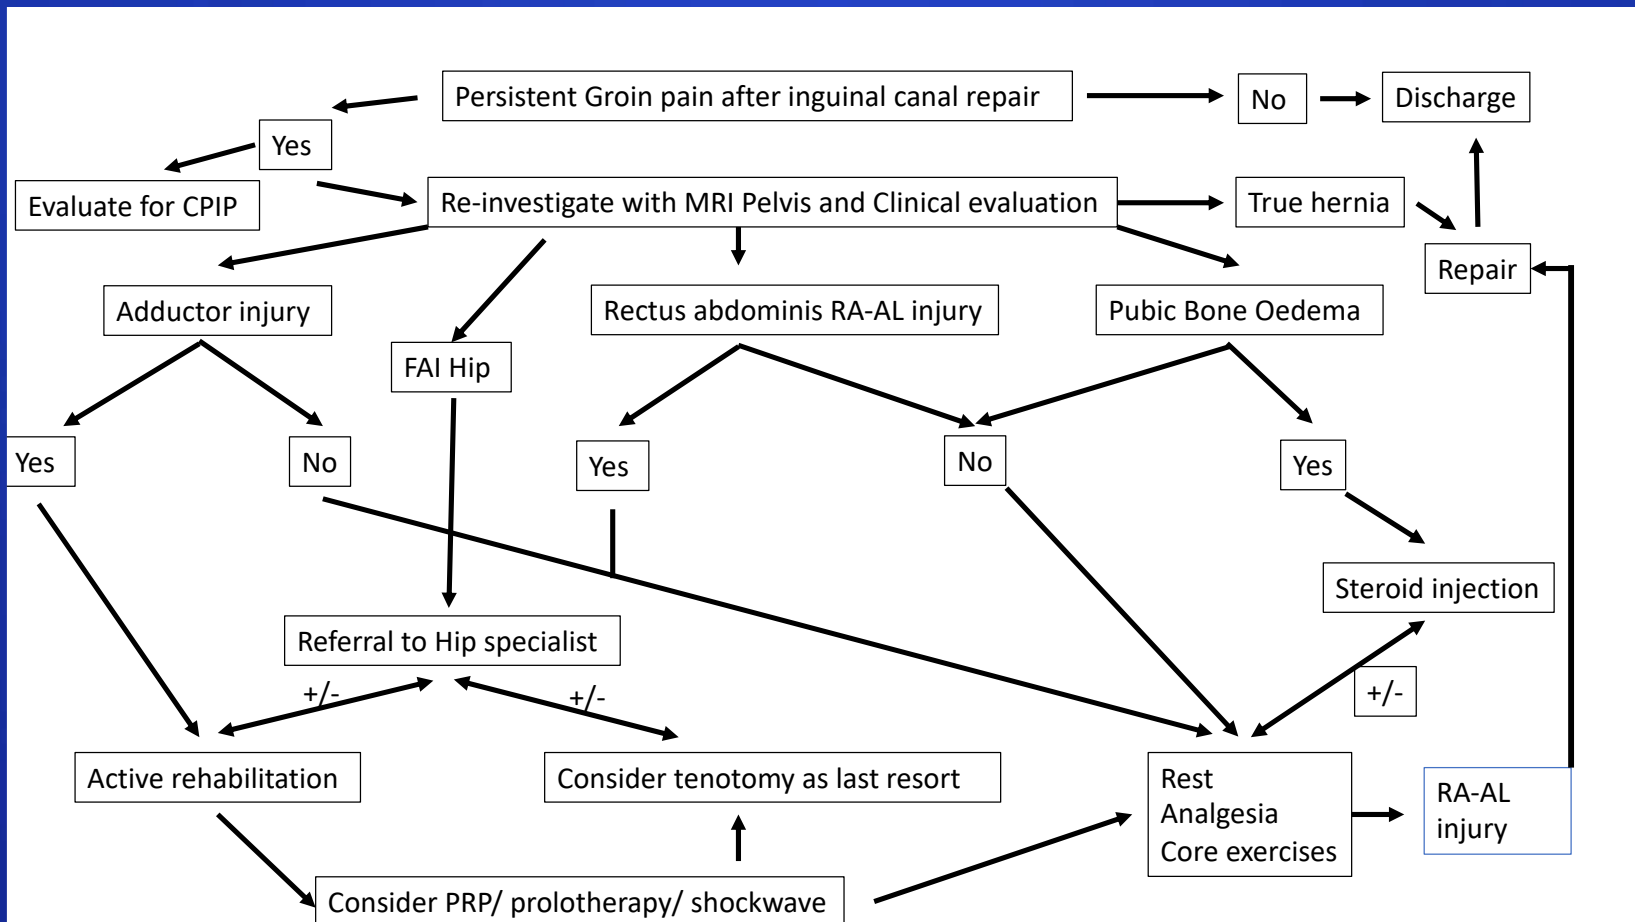 Persistent Groin pain after inguinal canal repair
No
Discharge
Yes
Evaluate for CPIP
Re-investigate with MRI Pelvis and Clinical evaluation
True hernia
Repair
Adductor injury
FAI Hip
Rectus abdominis RA-AL injury
Pubic Bone Oedema
Yes
No
Yes
No
Yes
Steroid injection
Referral to Hip specialist
+/-
+/-
+/-
Active rehabilitation
Consider tenotomy as last resort
Rest
Analgesia
Core exercises
RA-AL
injury
Consider PRP/ prolotherapy/ shockwave